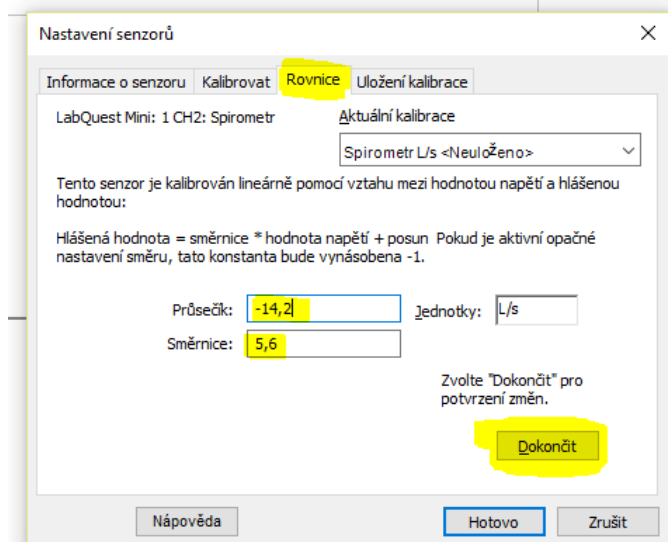 Nastavení senzorů
Informace o senzoru Kalibrovat Rovnice Uložení kalibrace
LabQuest Mini: 1 CH2: Spirometr
Aktuální kalibrace
Spirometr L/s <Neuloženo>
Tento senzor je kalibrován lineárně pomocí vztahu mezi hodnotou napětí a hlášenou
hodnotou:
Hlášená hodnota = směrnice * hodnota napětí + posun Pokud je aktivní opačné
nastavení směru, tato konstanta bude vynásobena -1.
Průsečík: -14,2 Jednotky: L/s
Směrnice: 5,6
Zvolte "Dokončit" pro
potvrzení změn.
Dokončit
Nápověda Hotovo Zrušit